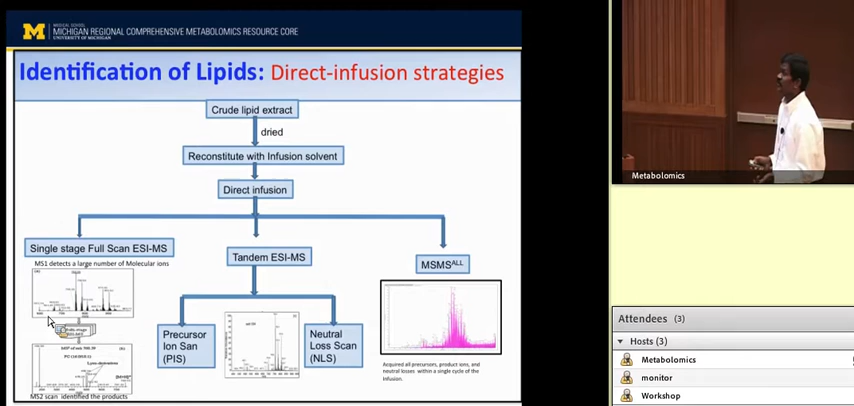 M
MEDICAL SCHOOL
MICHIGAN REGIONAL COMPREHENSIVE METABOLOMICS RESOURCE CORE
UNIVERSITY OF MICHIGAN
Identification of Lipids: Direct-infusion strategies
Crude lipid extract
dried
Reconstitute with Infusion solvent
Direct infusion
Single stage Full Scan ESI-MS
MS1 detects a large number of Molecular ions
Tandem ESI-MS
MSMSALL
Precursor
Ion San
(PIS)
Neutral
Loss Scan
(NLS)
MS2 scan identified the products
Acquired all precursors, product ions, and
neutral losses within a single cycle of the
Infusion.
Metabolomics
Attendees (3)
Hosts (3)
Metabolomics
monitor
Workshop